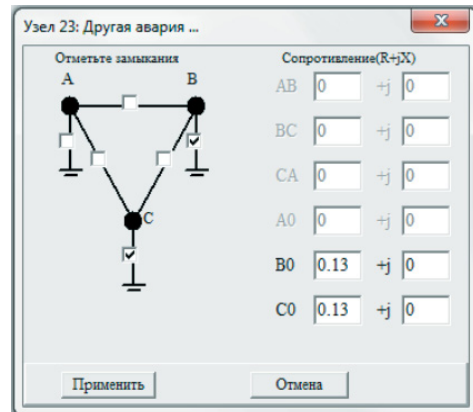 Узел 23: Другая авария ...
Отметьте замыкания
Сопротивление(R+jX)
A
B
C
AB 0 +j 0
BC 0 +j 0
CA 0 +j 0
A0 0 +j 0
B0 0.13 +j 0
C0 0.13 +j 0
Применить
Отмена